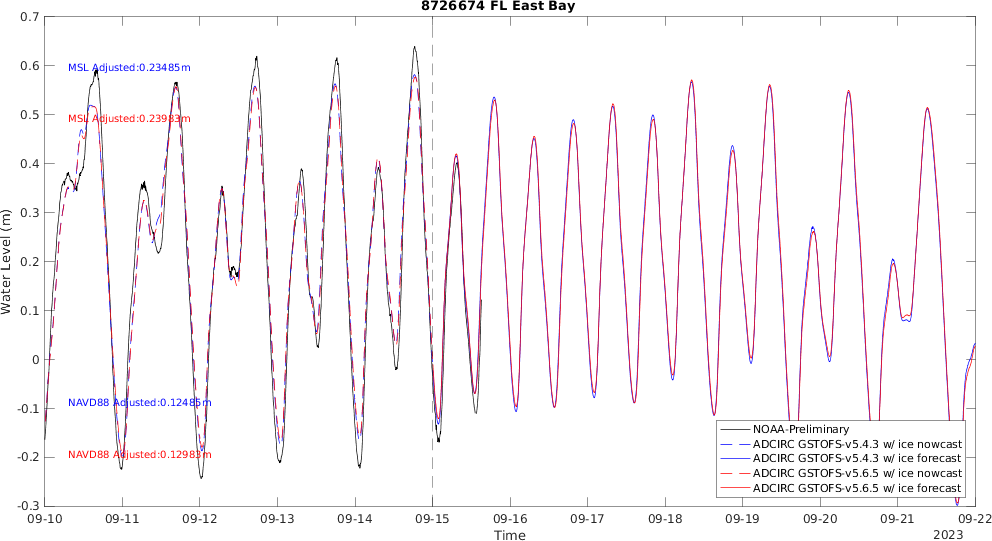 8726674 FL East Bay
0.7
0.6
0.5
0.4
0.3
0.2
0.1
0
-0.1
-0.2
-0.3
Water Level (m)
MSL Adjusted:0.23485m
MSL Adjusted:0.23983m
NAVD88 Adjusted:0.12485m
NAVD88 Adjusted:0.12983m
NOAA-Preliminary
ADCIRC GSTOFS-v5.4.3 w/ ice nowcast
ADCIRC GSTOFS-v5.4.3 w/ ice forecast
ADCIRC GSTOFS-v5.6.5 w/ ice nowcast
ADCIRC GSTOFS-v5.6.5 w/ ice forecast
09-10 09-11 09-12 09-13 09-14 09-15 09-16 09-17 09-18 09-19 09-20 09-21 09-22
Time
2023